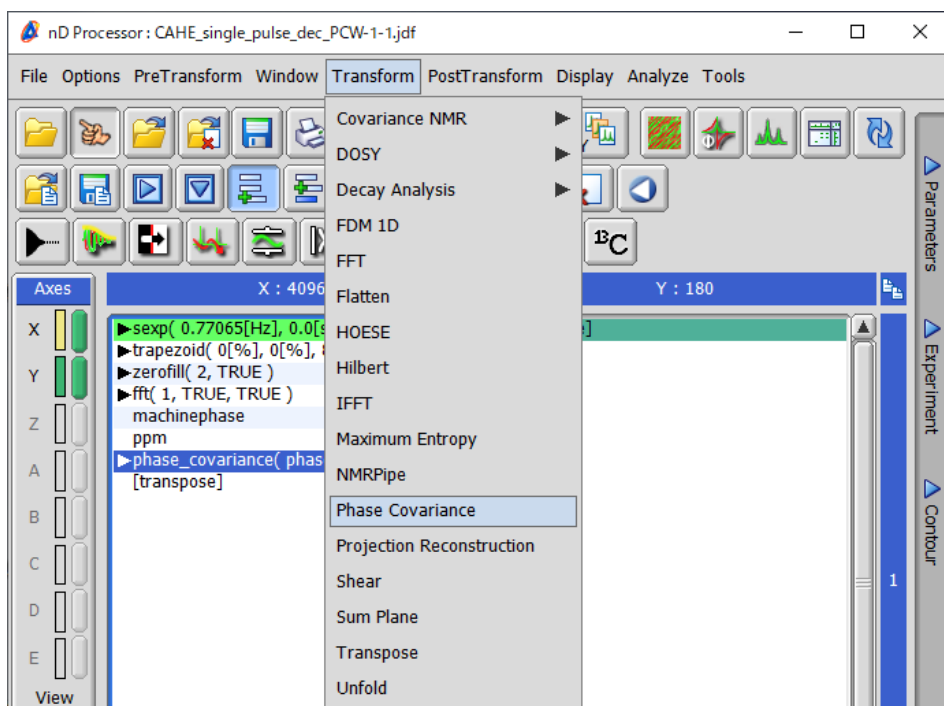 nD Processor : CAHE_single_pulse_dec_PCW-1-1.jdf
File Options PreTransform Window Transform PostTransform Display Analyze Tools
Covariance NMR
DOSY
Decay Analysis
FDM 1D
FFT
Flatten
HOESE
Hilbert
IFFT
Maximum Entropy
NMRPipe
Phase Covariance
Projection Reconstruction
Shear
Sum Plane
Transpose
Unfold
13C
Axes
X
Y
Z
A
B
C
D
E
View
X : 4096
Y : 180
sexp( 0.77065[Hz], 0.0[s
]
trapezoid( 0[%], 0[%],
zerofill( 2, TRUE )
fft( 1, TRUE, TRUE )
machinephase
ppm
phase_covariance( phas
[transpose]
1
Parameters
Experiment
Contour